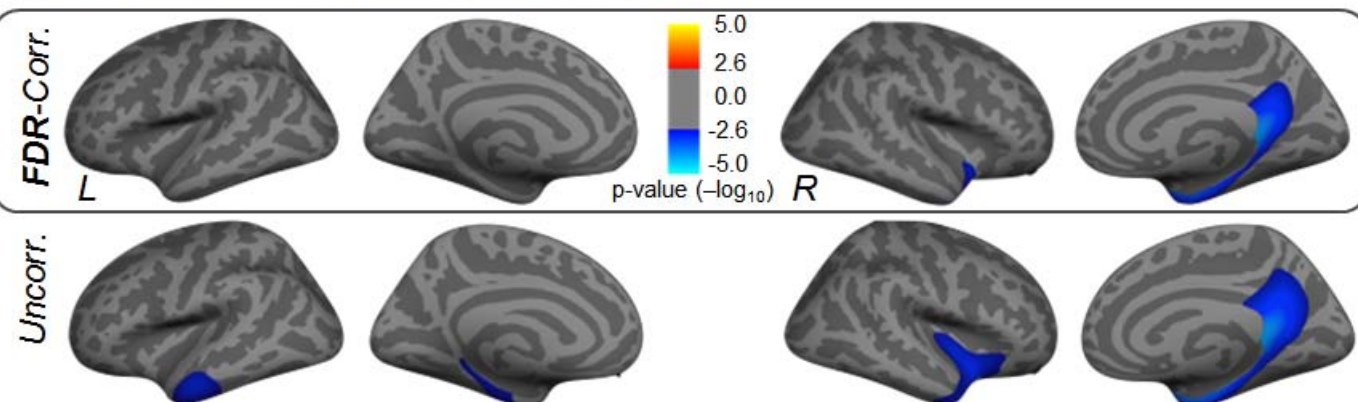 FDR-Corr.
5.0
2.6
0.0
-2.6
-5.0
L
p-value (–log10)
R
Uncorr.